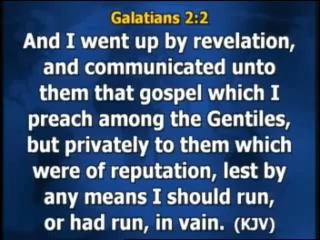 Galatians 2:2
And I went up by revelation,
and communicated unto
them that gospel which I
preach among the Gentiles,
but privately to them which
were of reputation, lest by
any means I should run,
or had run, in vain. (KJV)